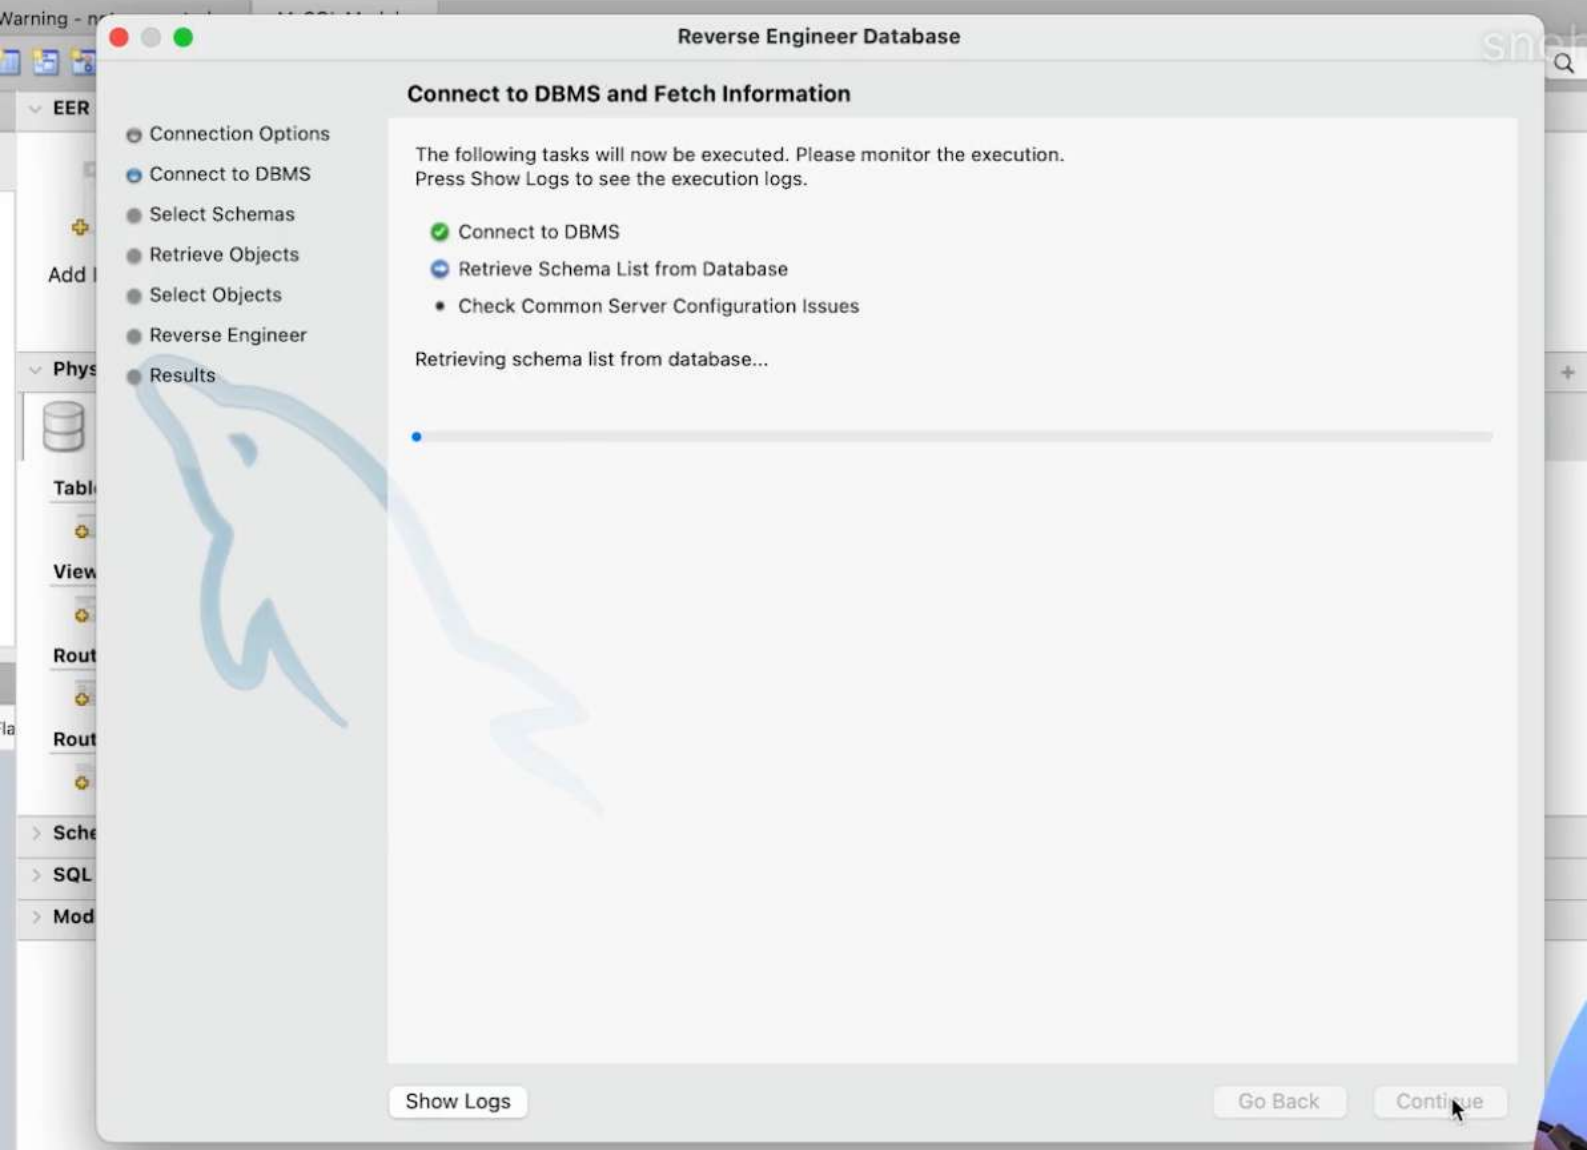 Warning - n
Reverse Engineer Database
sneh
EER
Connect to DBMS and Fetch Information
Connection Options
Connect to DBMS
Select Schemas
Retrieve Objects
Select Objects
Reverse Engineer
Results
The following tasks will now be executed. Please monitor the execution.
Press Show Logs to see the execution logs.
Connect to DBMS
Retrieve Schema List from Database
Check Common Server Configuration Issues
Retrieving schema list from database...
Add
Phys
Tabl
View
Rout
Rout
Sche
SQL
Mod
Show Logs
Go Back
Continue